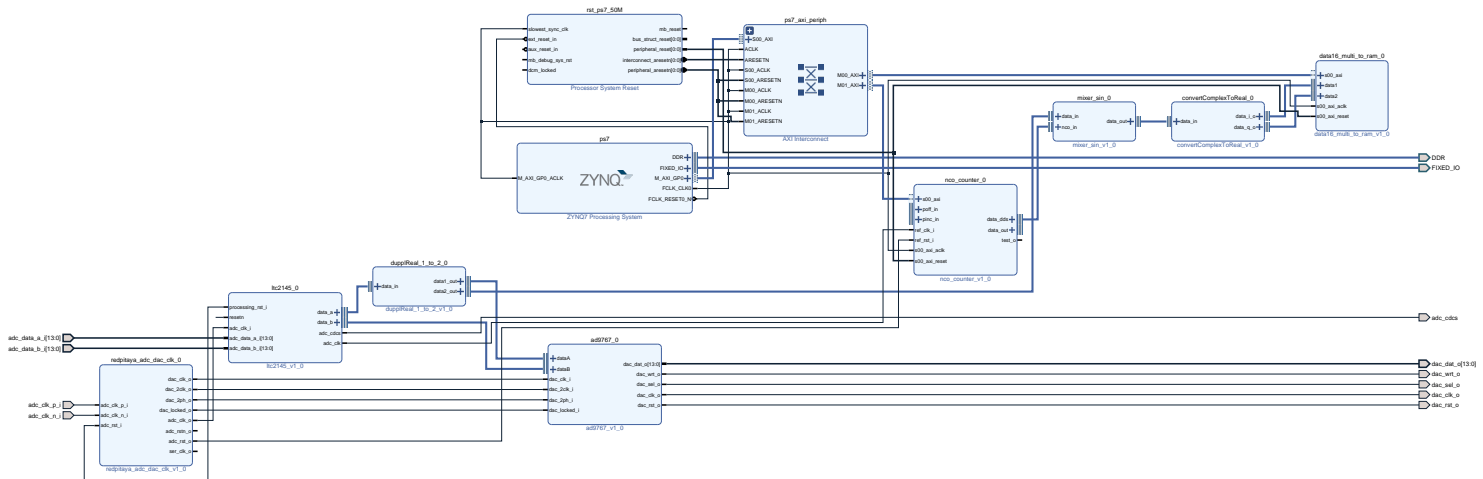 rst_ps7_50M
slowest_sync_clk
ext_reset_in
aux_reset_in
mb_debug_sys_rst
dcm_locked
mb_reset
bus_struct_reset[0:0]
peripheral_reset[0:0]
interconnect_aresetn[0:0]
peripheral_aresetn[0:0]
Processor System Reset
ps7_axi_periph
S00_AXI
ACLK
ARESETN
S00_ACLK
S00_ARESETN
M00_ACLK
M00_ARESETN
M01_ACLK
M01_ARESETN
M00_AXI
M01_AXI
AXI Interconnect
data16_multi_to_ram_0
s00_axi
data1
data2
s00_axi_aclk
s00_axi_reset
data16_multi_to_ram_v1_0
mixer_sin_0
data_in
nco_in
data_out
mixer_sin_v1_0
convertComplexToReal_0
data_in
data_i_o
data_q_o
convertComplexToReal_v1_0
ps7
M_AXI_GP0_ACLK
ZYNQ
DDR
FIXED_IO
M_AXI_GP0
FCLK_CLK0
FCLK_RESET0_N
ZYNQ7 Processing System
DDR
FIXED_IO
nco_counter_0
s00_axi
poff_in
pinc_in
ref_clk_i
ref_rst_i
s00_axi_aclk
s00_axi_reset
data_dds
data_out
test_o
nco_counter_v1_0
dupplReal_1_to_2_0
data_in
data1_out
data2_out
dupplReal_1_to_2_v1_0
ltc2145_0
processing_rst_i
resetn
adc_clk_i
adc_data_a_i[13:0]
adc_data_b_i[13:0]
data_a
data_b
adc_cdcs
adc_clk
ltc2145_v1_0
adc_data_a_i[13:0]
adc_data_b_i[13:0]
adc_cdcs
redpitaya_adc_dac_clk_0
adc_clk_p_i
adc_clk_n_i
adc_rst_i
dac_clk_o
dac_2clk_o
dac_2ph_o
dac_locked_o
adc_clk_o
adc_rstn_o
adc_rst_o
ser_clk_o
redpitaya_adc_dac_clk_v1_0
adc_clk_p_i
adc_clk_n_i
ad9767_0
dataA
dataB
dac_clk_i
dac_2clk_i
dac_2ph_i
dac_locked_i
dac_dat_o[13:0]
dac_wrt_o
dac_sel_o
dac_clk_o
dac_rst_o
ad9767_v1_0
dac_dat_o[13:0]
dac_wrt_o
dac_sel_o
dac_clk_o
dac_rst_o